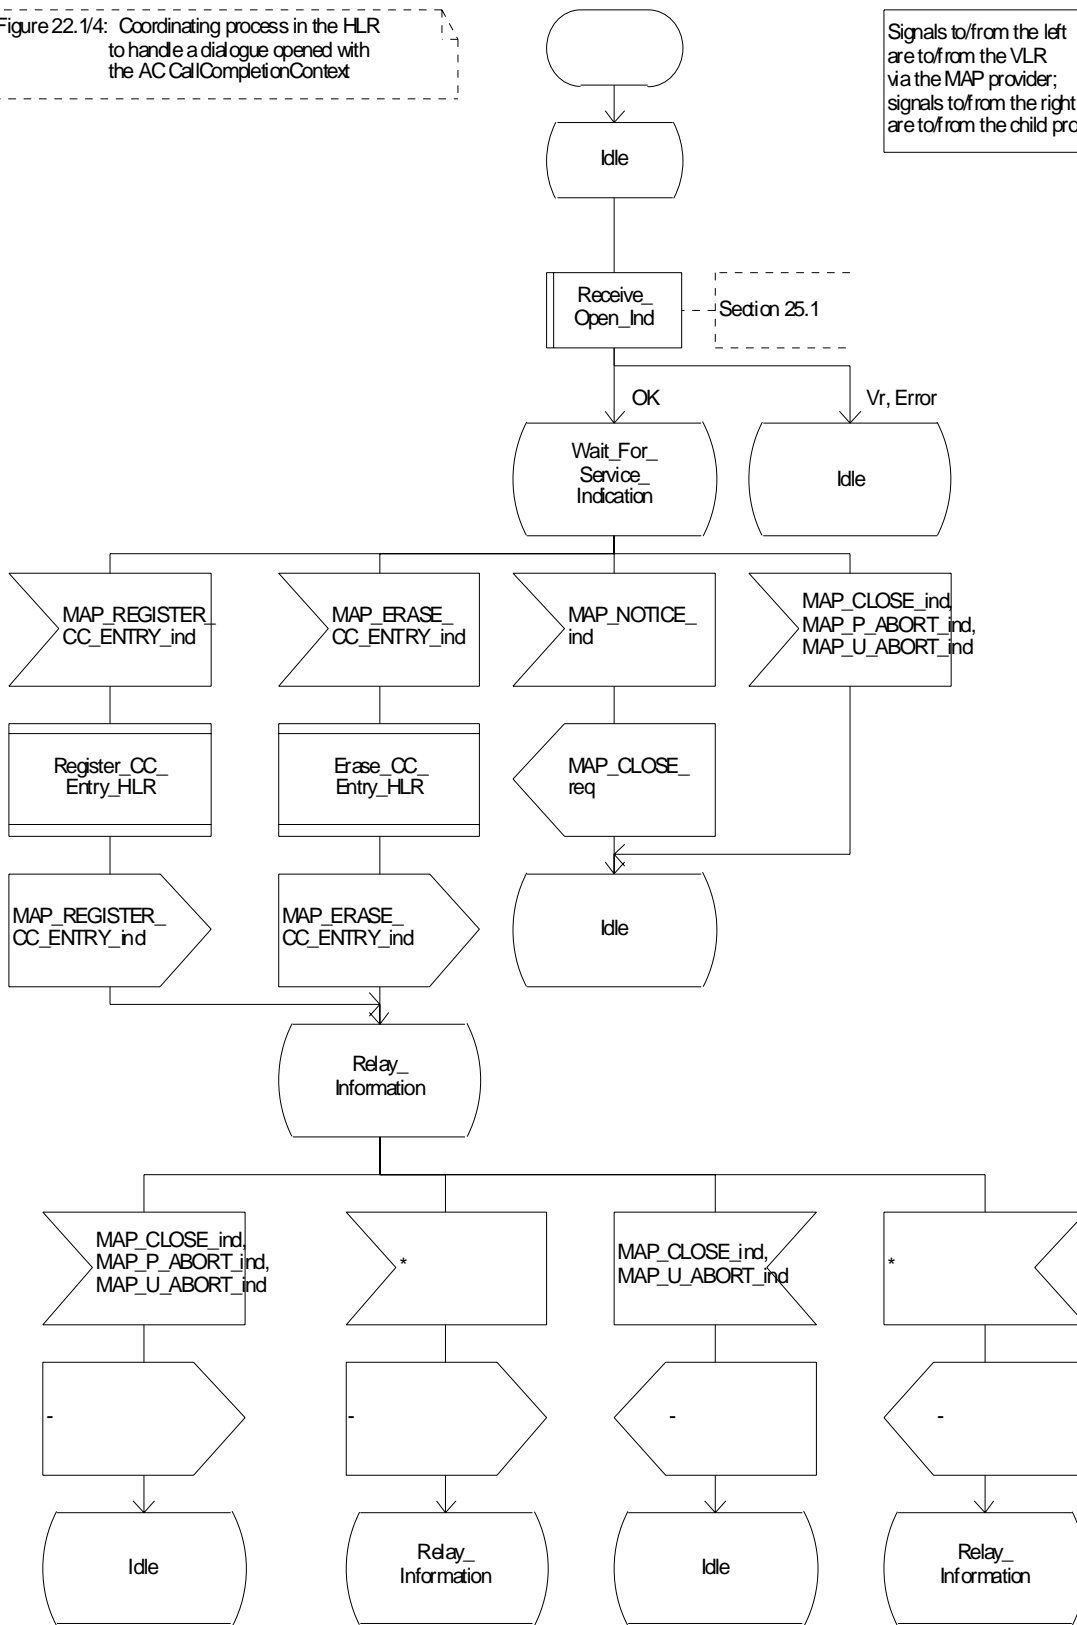 Figure 22.1/4: Coordinating process in the HLR
to handle a dialogue opened with
the AC CallCompletionContext
Signals to/from the left
are to/from the VLR
via the MAP provider;
signals to/from the right
are to/from the child
Idle
Receive_
Open_Ind
Section 25.1
OK
Vr, Error
Wait_For_
Service_
Indication
Idle
MAP_REGISTER_
CC_ENTRY_ind
MAP_ERASE_
CC_ENTRY_ind
MAP_NOTICE_
ind
MAP_CLOSE_ind,
MAP_P_ABORT_ind,
MAP_U_ABORT_ind
Register_CC_
Entry_HLR
Erase_CC_
Entry_HLR
MAP_CLOSE_
req
MAP_REGISTER_
CC_ENTRY_ind
MAP_ERASE_
CC_ENTRY_ind
Idle
Relay_
Information
MAP_CLOSE_ind,
MAP_P_ABORT_ind,
MAP_U_ABORT_ind
*
MAP_CLOSE_ind,
MAP_U_ABORT_ind
*
-
-
-
-
Idle
Relay_
Information
Idle
Relay_
Information